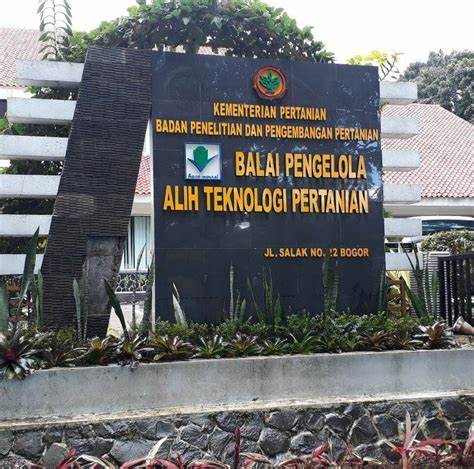 KEMENTERIAN PERTANIAN
BADAN PENELITIAN DAN PENGEMBANGAN PERTANIAN
BALAI PENGELOLA
ALIH TEKNOLOGI PERTANIAN
JL. SALAK NO. 22 BOGOR